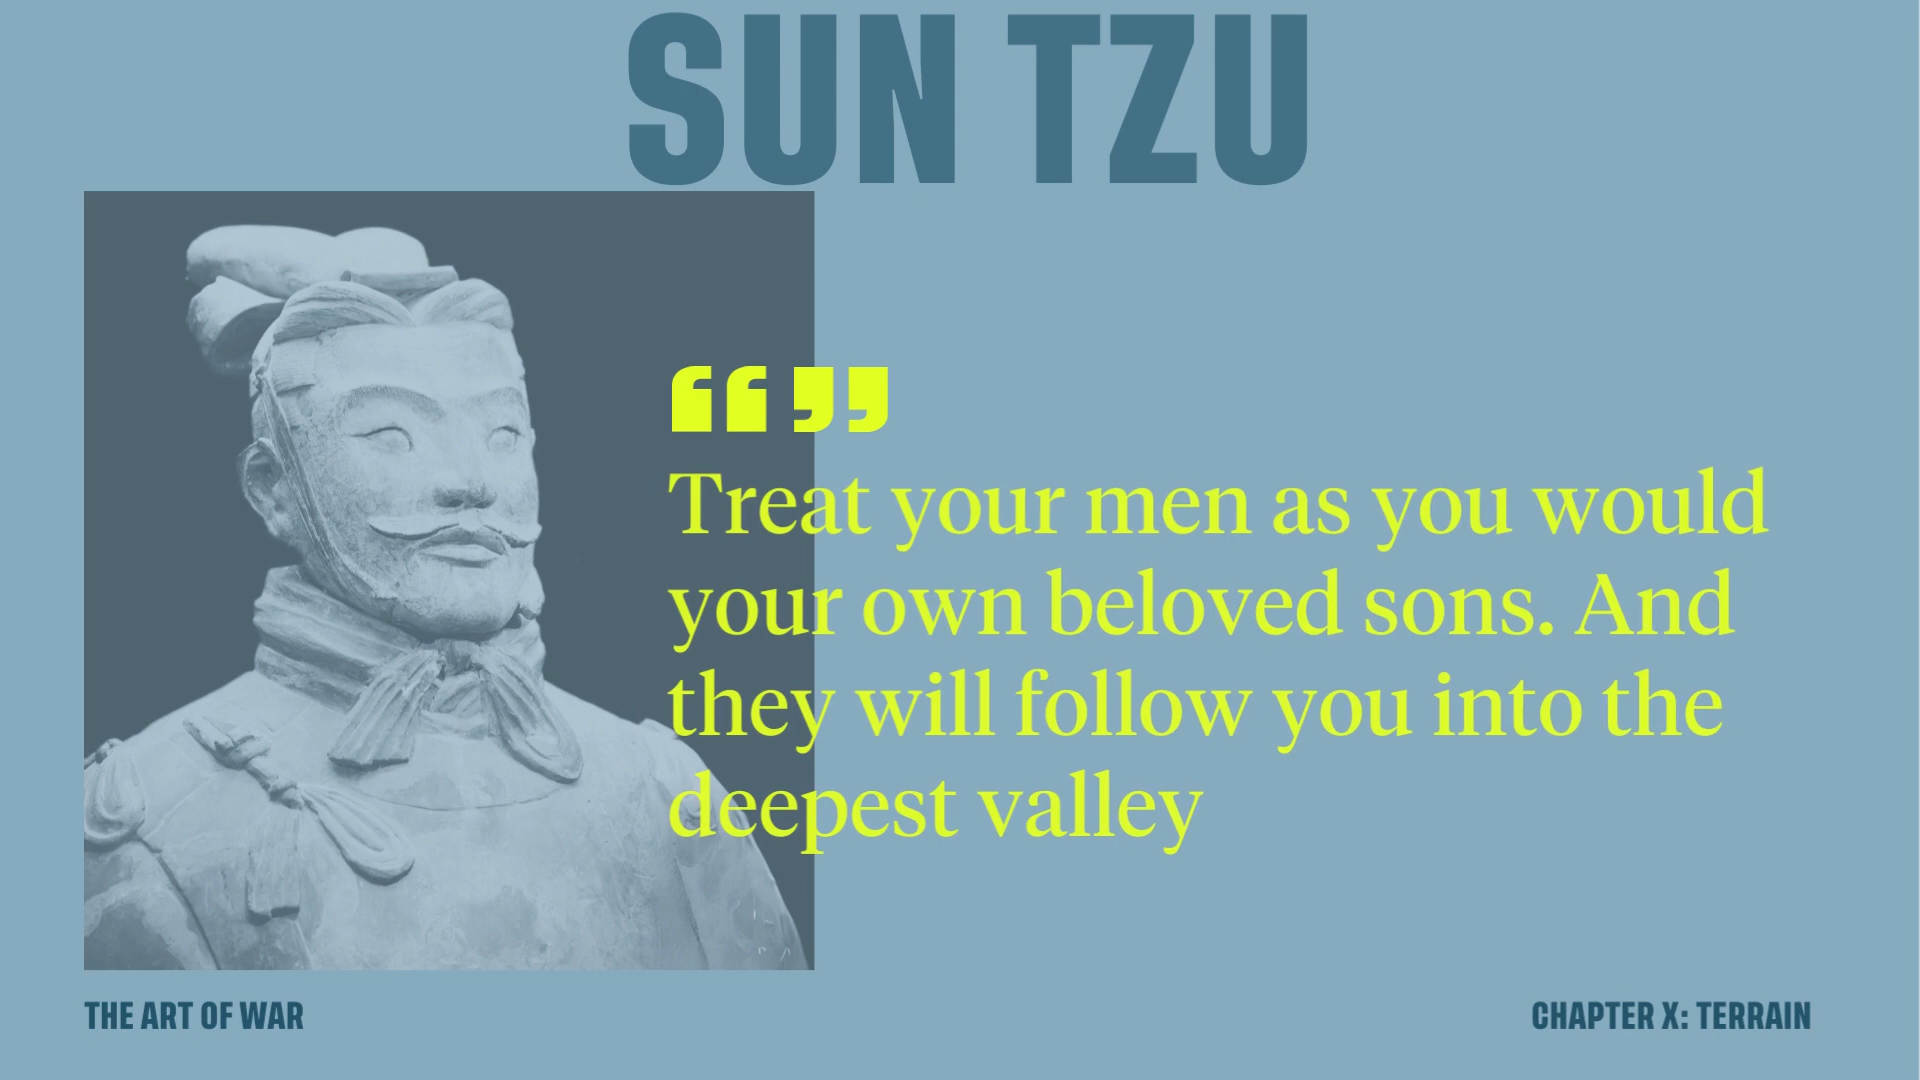 SUN TZU
“ ”
Treat your men as you would
your own beloved sons. And
they will follow you into the
deepest valley
THE ART OF WAR
CHAPTER X: TERRAIN